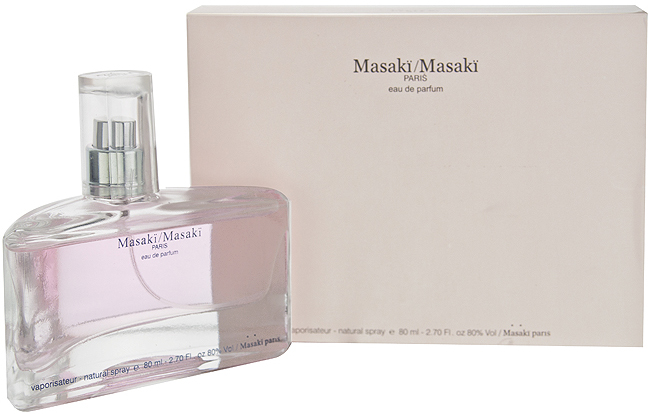 Masakï/Masakï
PARIS
eau de parfum
aporisateur - natural spray e 80 ml - 2.70 Fl. oz 80% Vol / Masakï paris
Masakï/Masakï
PARIS
eau de parfum
vaporisateur - natural spray e 80 ml - 2.70 Fl. oz 80% Vol / Masakï paris